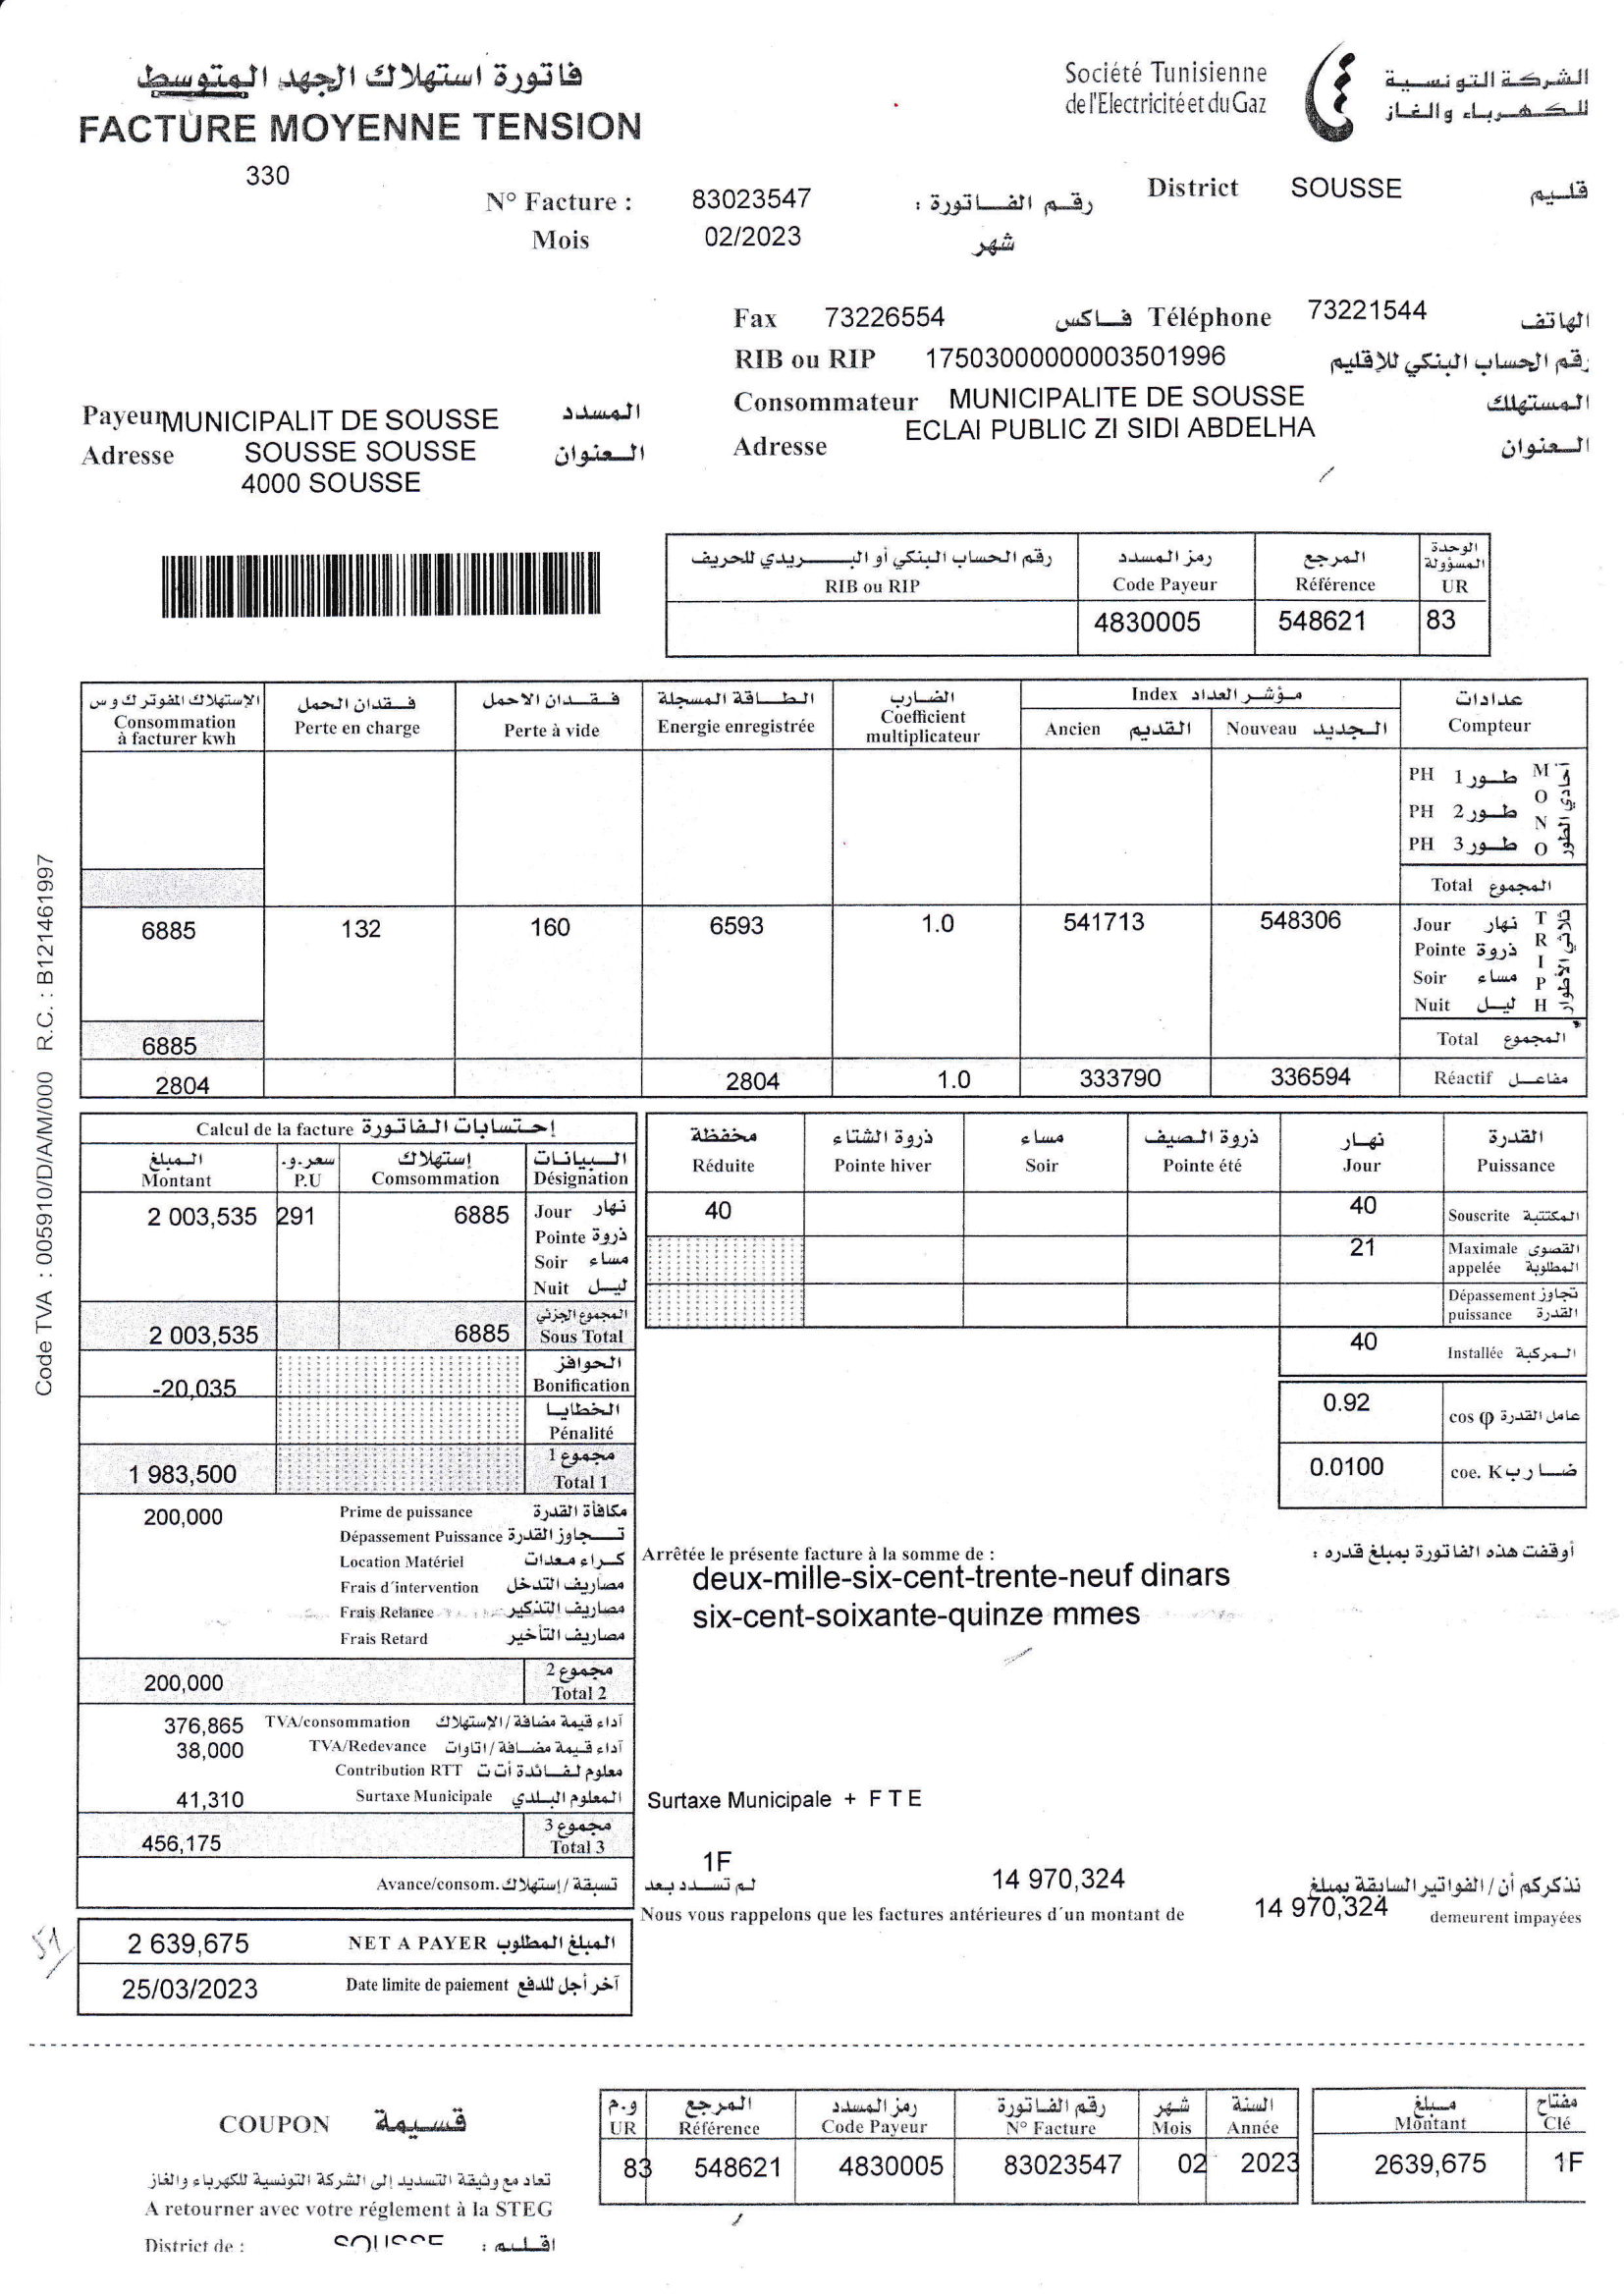 فاتورة استهلاك الجهد المتوسط
FACTURE MOYENNE TENSION
330
Société Tunisienne
de l'Electricité et du Gaz
الشركة التونسية
للكهرباء والغاز
N° Facture : 83023547 رقم الفاتورة :
District SOUSSE قليم
Mois 02/2023 شهر
Fax 73226554 فاكس Téléphone 73221544 الهاتف
RIB ou RIP 17503000000003501996 رقم الحساب البنكي للاقليم
Payeur MUNICIPALIT DE SOUSSE المسدد
Adresse SOUSSE SOUSSE العنوان
4000 SOUSSE
Consommateur MUNICIPALITE DE SOUSSE المستهلك
Adresse ECLAI PUBLIC ZI SIDI ABDELHA العنوان
رقم الحساب البنكي أو البريدي للحريف رمز المسدد المرجع الوحدة المسؤولة
RIB ou RIP Code Payeur Référence UR
4830005 548621 83
الإستهلاك المفوتر ك و س فقدان الحمل فقدان الاحمل الطاقة المسجلة الضارب مؤشر العداد Index عدادات
Consommation à facturer kwh Perte en charge Perte à vide Energie enregistrée Coefficient multiplicateur Ancien القديم Nouveau الجديد Compteur
PH 1 طور
PH 2 طور
PH 3 طور
MONO أحادي الطور
Total المجموع
6885 132 160 6593 1.0 541713 548306 Jour نهار
Pointe ذروة
Soir مساء
Nuit ليل
TRIPH ثلاثي الأطوار
6885 Total المجموع
2804 2804 1.0 333790 336594 Réactif مفاعل
Code TVA : 005910/D/A/M/000 R.C. : B121461997
Calcul de la facture إحتسابات الفاتورة
المبلغ سعر.و. إستهلاك البيانات
Montant P.U Comsommation Désignation
2 003,535 291 6885 Jour نهار
Pointe ذروة
Soir مساء
Nuit ليل
المجموع الجزئي
2 003,535 6885 Sous Total
الحوافز
-20,035 Bonification
الخطايا
Pénalité
مجموع 1
1 983,500 Total 1
200,000 Prime de puissance مكافأة القدرة
Dépassement Puissance تجاوز القدرة
Location Matériel كراء معدات
Frais d'intervention مصاريف التدخل
Frais Relance مصاريف التذكير
Frais Retard مصاريف التأخير
مجموع 2
200,000 Total 2
376,865 TVA/consommation آداء قيمة مضافة/الإستهلاك
38,000 TVA/Redevance آداء قيمة مضافة/اتاوات
Contribution RTT معلوم لفائدة أ ت ت
41,310 Surtaxe Municipale المعلوم البلدي
مجموع 3
456,175 Total 3
Avance/consom. تسبقة/إستهلاك
2 639,675 NET A PAYER المبلغ المطلوب
25/03/2023 Date limite de paiement آخر أجل للدفع
51
مخفظة ذروة الشتاء مساء ذروة الصيف نهار القدرة
Réduite Pointe hiver Soir Pointe été Jour Puissance
40 40 Souscrite المكتتبة
21 Maximale appelée القصوى المطلوبة
Dépassement puissance تجاوز القدرة
40 Installée المركبة
0.92 cos φ عامل القدرة
0.0100 coe. K ضارب
Arrêtée le présente facture à la somme de : أوقفت هذه الفاتورة بمبلغ قدره :
deux-mille-six-cent-trente-neuf dinars
six-cent-soixante-quinze mmes
Surtaxe Municipale + F T E
1F
لم تسدد بعد 14 970,324 نذكركم أن/الفواتير السابقة بمبلغ
Nous vous rappelons que les factures antérieures d'un montant de 14 970,324 demeurent impayées
COUPON قسيمة
تعاد مع وثيقة التسديد إلى الشركة التونسية للكهرباء والغاز
A retourner avec votre réglement à la STEG
District de : SOUSSE اقليم :
و.م المرجع رمز المسدد رقم الفاتورة شهر السنة مبلغ مفتاح
UR Référence Code Payeur N° Facture Mois Année Montant Clé
83 548621 4830005 83023547 02 2023 2639,675 1F